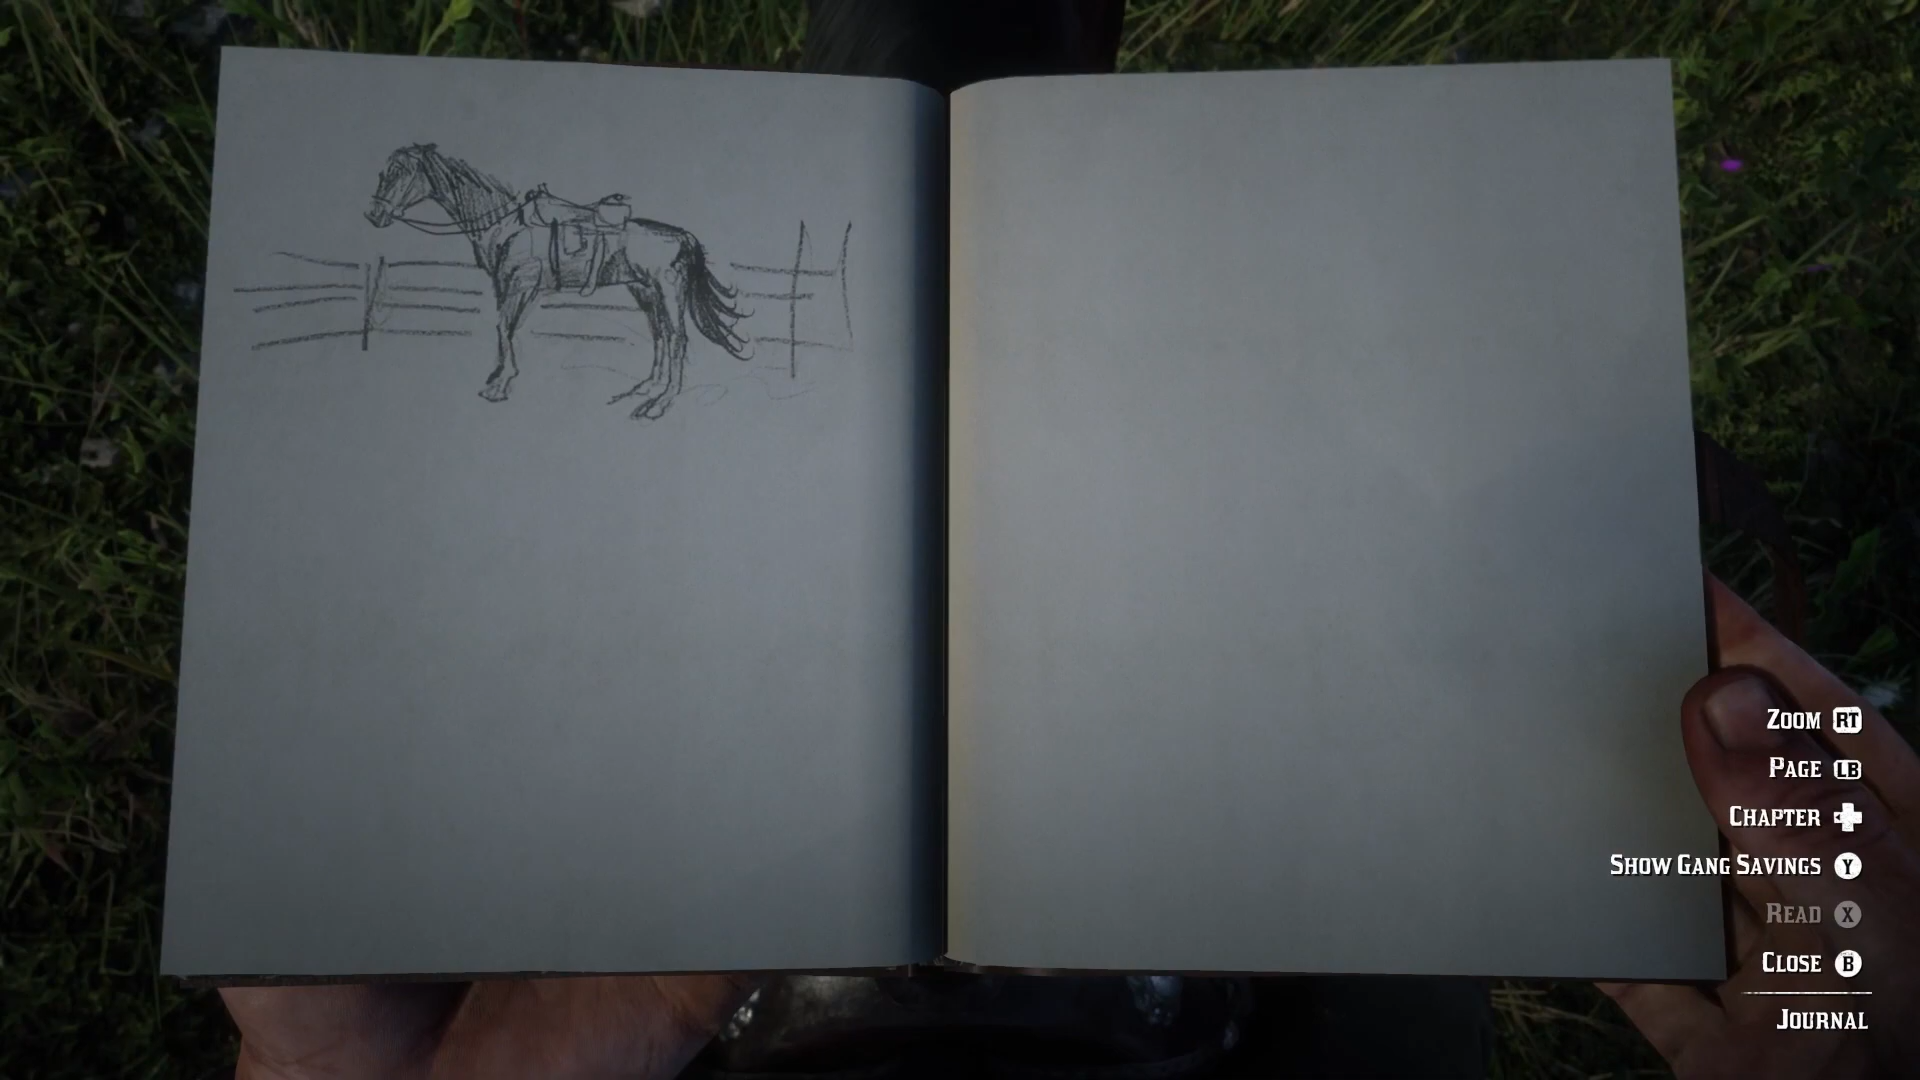 Zoom RT
Page LB
Chapter
Show Gang Savings Y
Read X
Close B
Journal